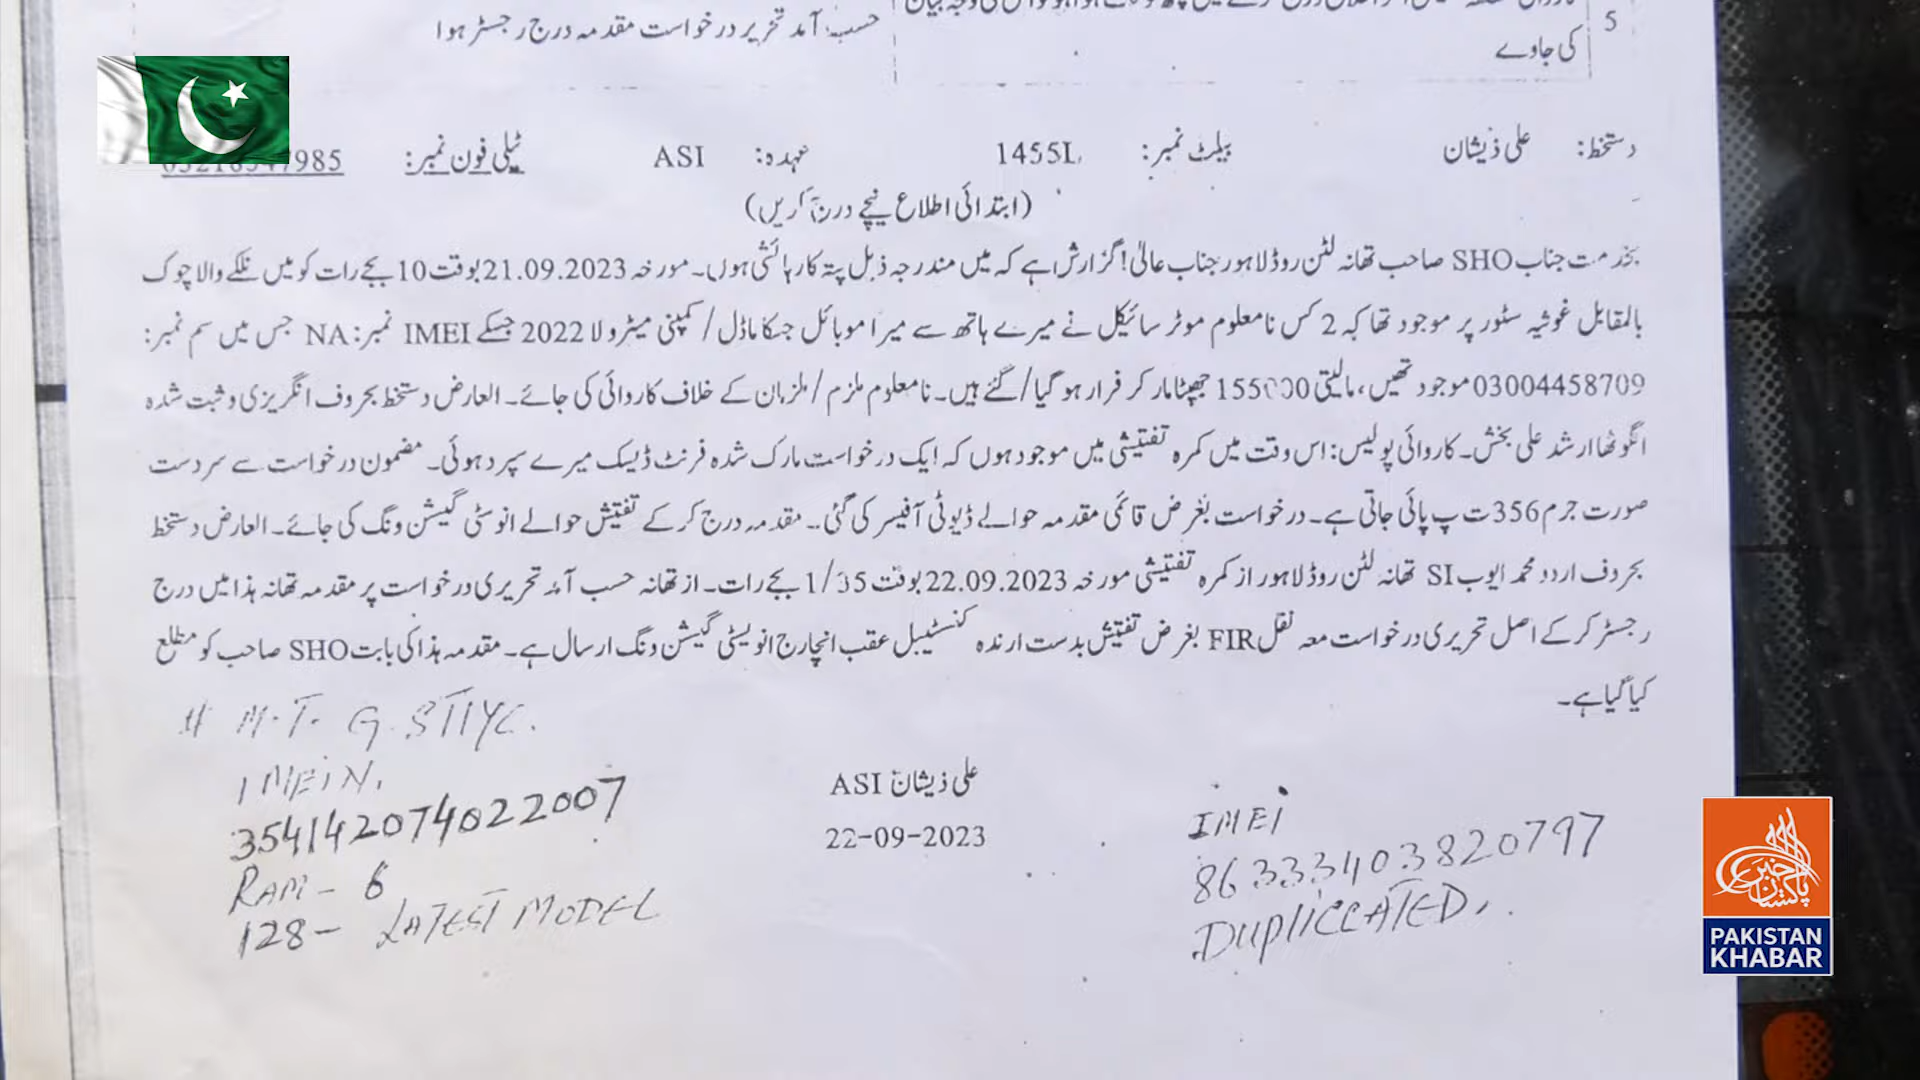 5
کی جاوے
حسب آمد تحریر درخواست مقدمہ درج رجسٹر ہوا
دستخط: علی ذیشان بیلٹ نمبر: 1455L عہدہ: ASI ٹیلی فون نمبر: 985
(ابتدائی اطلاع نیچے درج کریں)
بخدمت جناب SHO صاحب تھانہ لٹن روڈ لاہور جناب عالیٰ! گزارش ہے کہ میں مندرجہ ذیل پتہ کا رہائشی ہوں۔ مورخہ 21.09.2023 بوقت 10 بجے رات کو میں نلکے والا چوک
بالمقابل غوثیہ سٹور پر موجود تھا کہ 2 کس نامعلوم موٹر سائیکل نے میرے ہاتھ سے میرا موبائل جسکا ماڈل / کمپنی میٹرولا 2022 جسکے IMEI نمبر: NA جس میں سم نمبر:
03004458709 موجود تھیں، مالیتی 155000 جھپٹا مار کر فرار ہو گیا/گئے ہیں۔ نامعلوم ملزم / ملزمان کے خلاف کاروائی کی جائے۔ العارض دستخط بحروف انگریزی و ثبت شدہ
انگوٹھا ارشد علی بخش۔ کاروائی پولیس: اس وقت میں کمرہ تفتیشی میں موجود ہوں کہ ایک درخواست مارک شدہ فرنٹ ڈیسک میرے سپرد ہوئی۔ مضمون درخواست سے سردست
صورت جرم 356 ت پ پائی جاتی ہے۔ درخواست بغرض قائمی مقدمہ حوالے ڈیوٹی آفیسر کی گئی۔ مقدمہ درج کر کے تفتیش حوالے انوسٹی گیشن ونگ کی جائے۔ العارض دستخط
بحروف اردو محمد ایوب SI تھانہ لٹن روڈ لاہور از کمرہ تفتیشی مورخہ 22.09.2023 بوقت 1/35 بجے رات۔ از تھانہ حسب آمد تحریری درخواست پر مقدمہ تھانہ ہذا میں درج
رجسٹر کر کے اصل تحریری درخواست معہ نقل FIR بغرض تفتیش بدست ارندہ کنسٹیبل عقب انچارج انویسٹی گیشن ونگ ارسال ہے۔ مقدمہ ہذا کی بابت SHO صاحب کو مطلع
کیا گیا ہے۔
M.T. G.
IMEIN.
354142074022007
RAM - 6
128 - LATEST MODEL
علی ذیشان ASI
22-09-2023
IMEI
86333403820797
DUPLICCATED.
پاکستان خبر
PAKISTAN
KHABAR